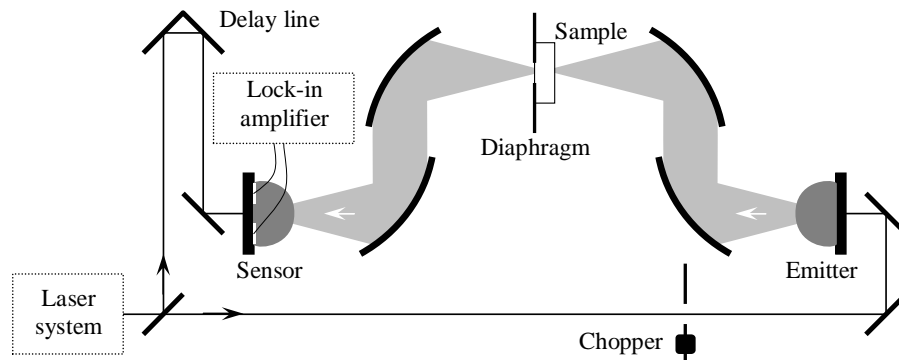 Delay line
Sample
Lock-in
amplifier
Diaphragm
Sensor
Emitter
Laser
system
Chopper